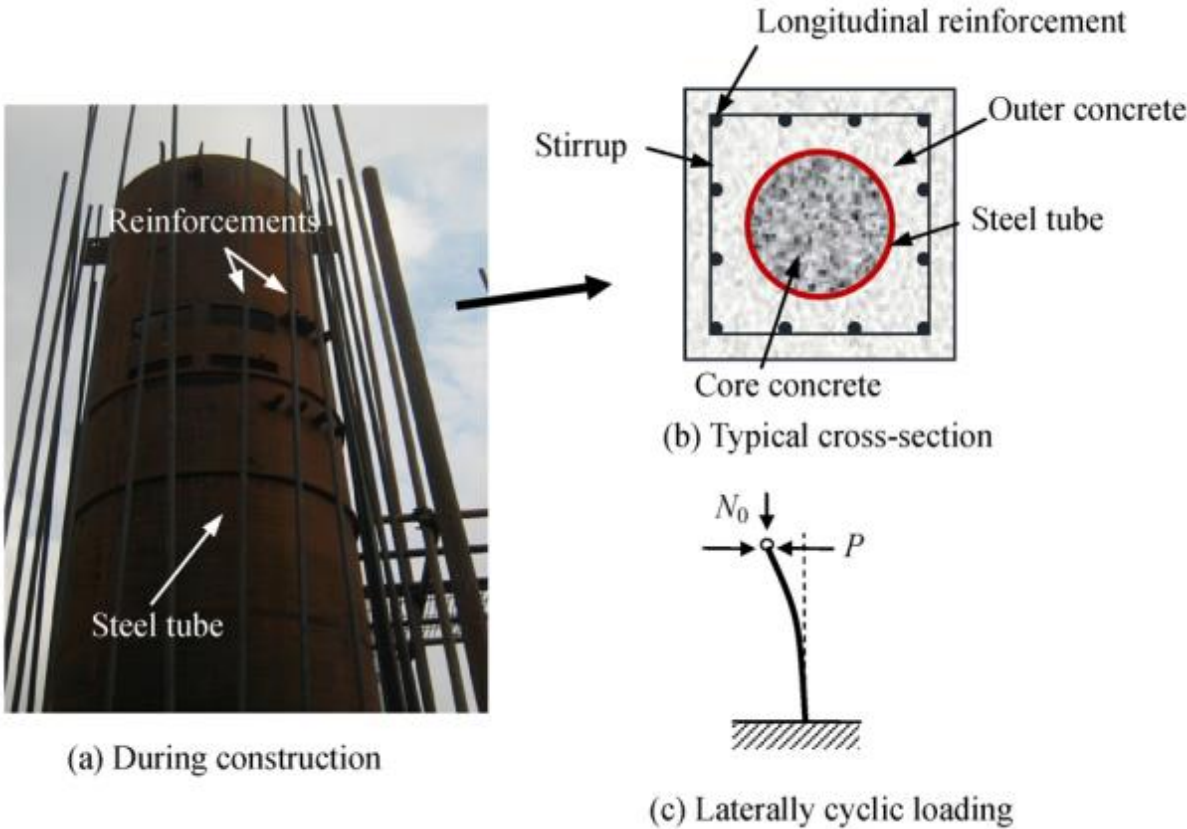 Reinforcements
Steel tube
(a) During construction
Longitudinal reinforcement
Outer concrete
Stirrup
Steel tube
Core concrete
(b) Typical cross-section
N₀
P
(c) Laterally cyclic loading